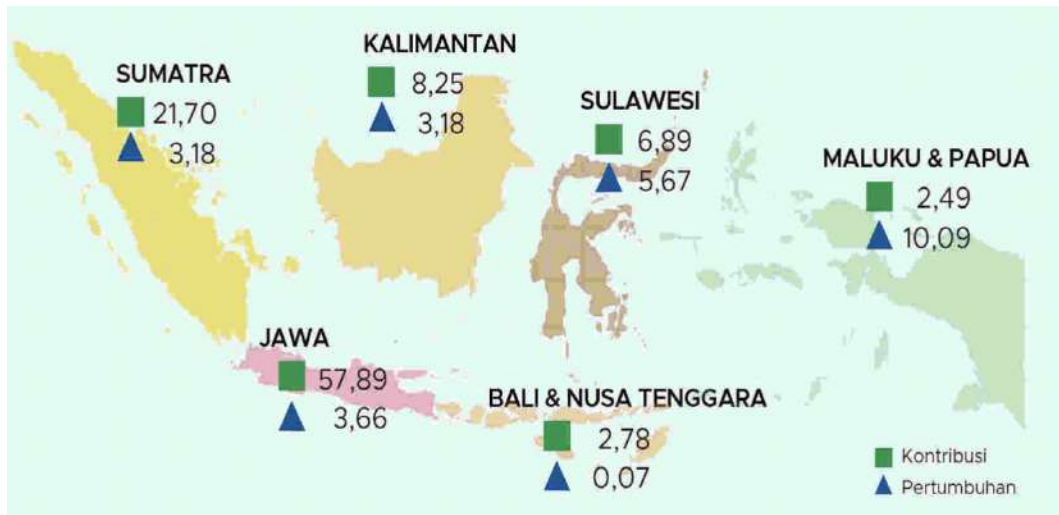 KALIMANTAN
8,25
3,18
SUMATRA
21,70
3,18
SULAWESI
6,89
5,67
MALUKU & PAPUA
2,49
10,09
JAWA
57,89
3,66
BALI & NUSA TENGGARA
2,78
0,07
Kontribusi
Pertumbuhan